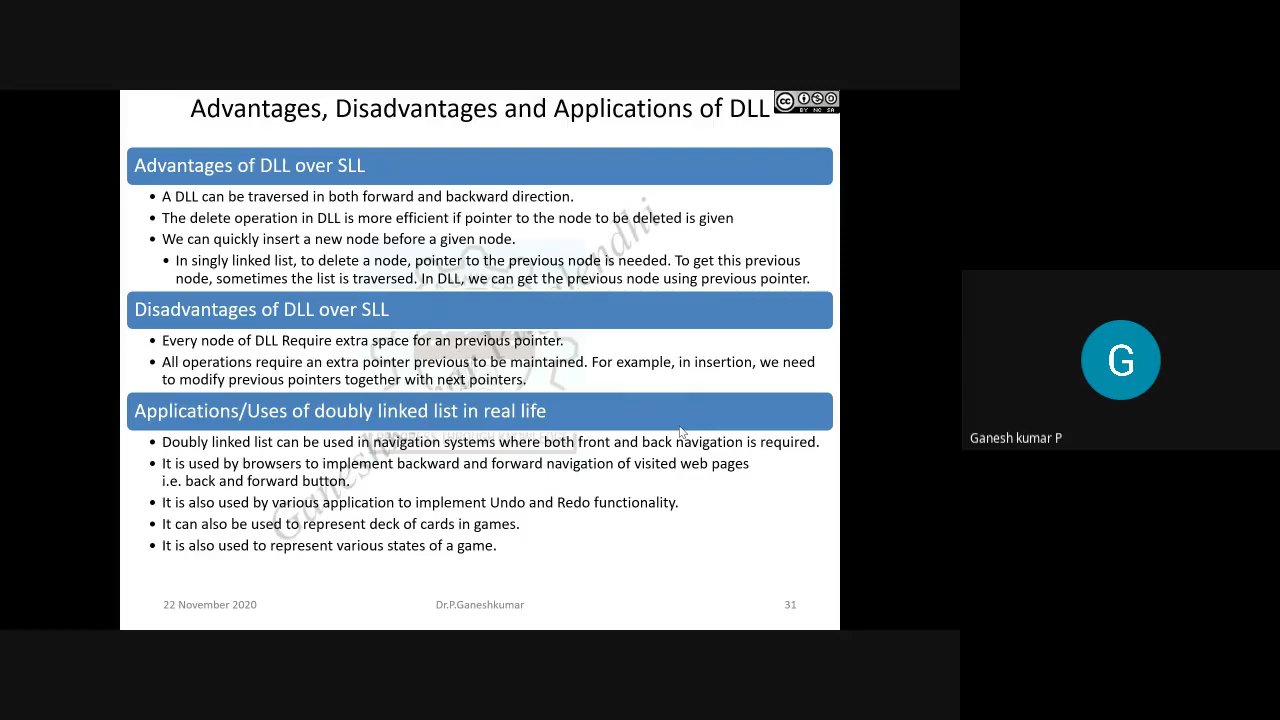 Advantages, Disadvantages and Applications of DLL
CC BY NC SA
Advantages of DLL over SLL
• A DLL can be traversed in both forward and backward direction.
• The delete operation in DLL is more efficient if pointer to the node to be deleted is given
• We can quickly insert a new node before a given node.
• In singly linked list, to delete a node, pointer to the previous node is needed. To get this previous
node, sometimes the list is traversed. In DLL, we can get the previous node using previous pointer.
Disadvantages of DLL over SLL
• Every node of DLL Require extra space for an previous pointer.
• All operations require an extra pointer previous to be maintained. For example, in insertion, we need
to modify previous pointers together with next pointers.
Applications/Uses of doubly linked list in real life
• Doubly linked list can be used in navigation systems where both front and back navigation is required.
• It is used by browsers to implement backward and forward navigation of visited web pages
i.e. back and forward button.
• It is also used by various application to implement Undo and Redo functionality.
• It can also be used to represent deck of cards in games.
• It is also used to represent various states of a game.
22 November 2020
Dr.P.Ganeshkumar
31
G
Ganesh kumar P